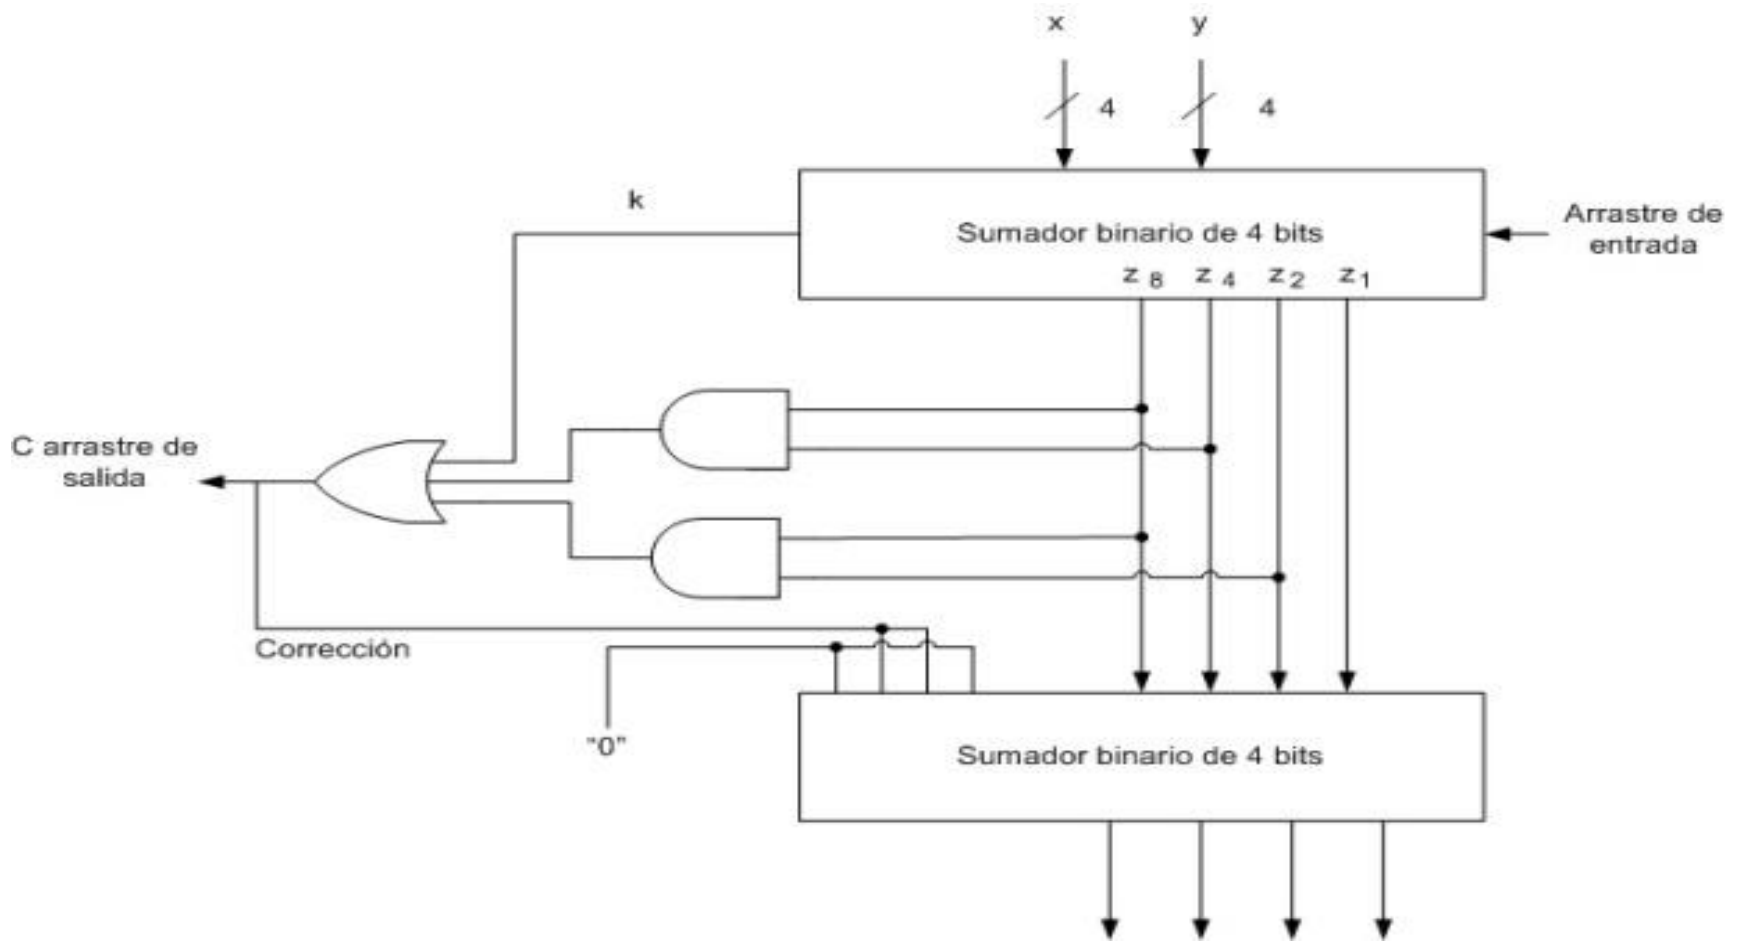 x
y
4
4
k
Sumador binario de 4 bits
Arrastre de
entrada
z 8 z 4 z 2 z 1
C arrastre de
salida
Corrección
"0"
Sumador binario de 4 bits